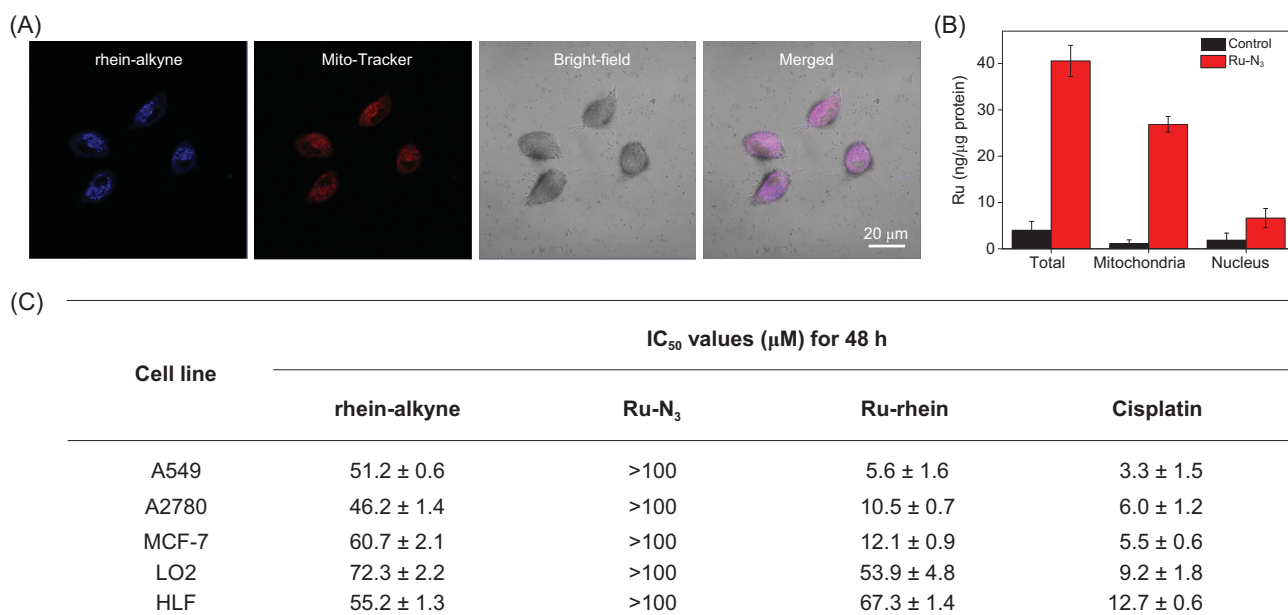 (A)
rhein-alkyne Mito-Tracker Bright-field Merged
20 μm
(B)
Control
Ru-N₃
Ru (ng/μg protein)
40
30
20
10
0
Total Mitochondria Nucleus
(C)
Cell line
IC₅₀ values (μM) for 48 h
rhein-alkyne Ru-N₃ Ru-rhein Cisplatin
A549 51.2 ± 0.6 >100 5.6 ± 1.6 3.3 ± 1.5
A2780 46.2 ± 1.4 >100 10.5 ± 0.7 6.0 ± 1.2
MCF-7 60.7 ± 2.1 >100 12.1 ± 0.9 5.5 ± 0.6
LO2 72.3 ± 2.2 >100 53.9 ± 4.8 9.2 ± 1.8
HLF 55.2 ± 1.3 >100 67.3 ± 1.4 12.7 ± 0.6